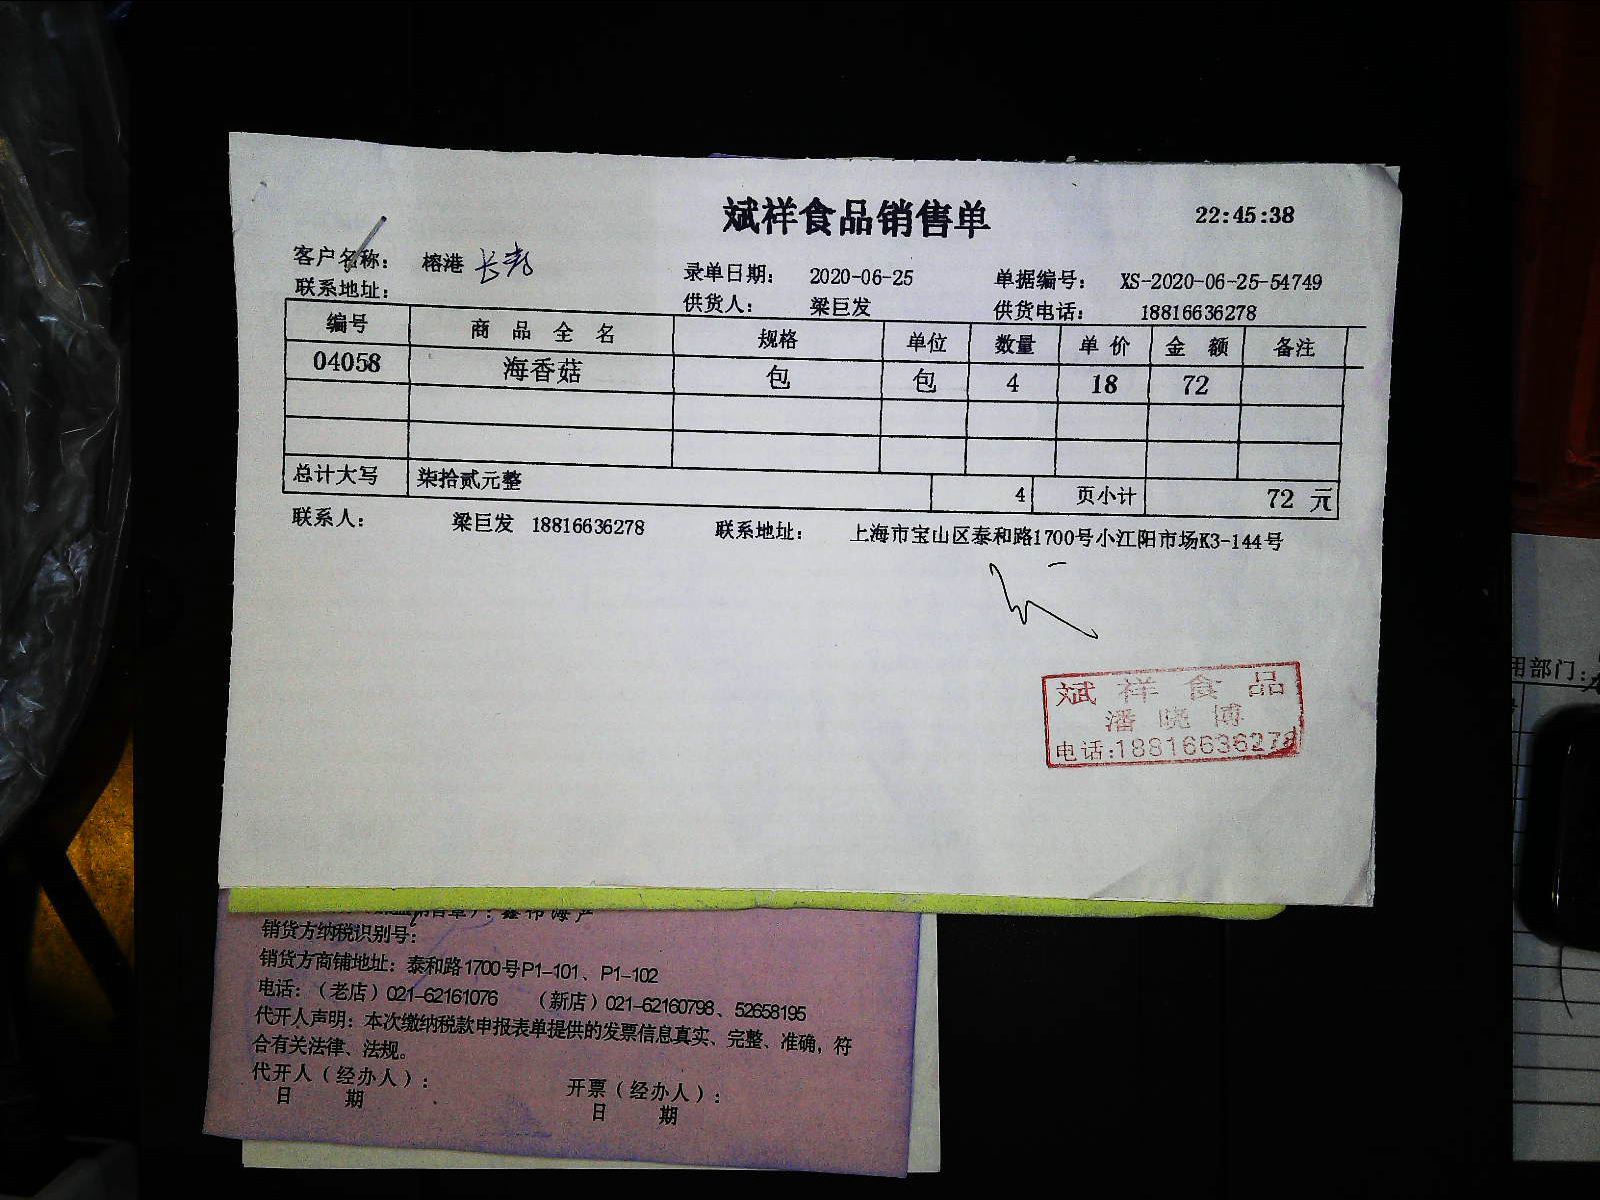 斌祥食品销售单 22:45:38
客户名称： 榕港 录单日期： 2020-06-25 单据编号： XS-2020-06-25-54749
联系地址： 供货人： 梁巨发 供货电话： 18816636278
编号 商品全名 规格 单位 数量 单价 金额 备注
04058 海香菇 包 包 4 18 72
总计大写 柒拾贰元整 4 页小计 72 元
联系人： 梁巨发 18816636278 联系地址： 上海市宝山区泰和路1700号小江阳市场K3-144号
斌祥食品
潘晓博
电话:18816636278
用部门：
销货方纳税识别号：
销货方商铺地址：泰和路1700号P1-101、P1-102
电话：（老店）021-62161076 （新店）021-62160798、52658195
代开人声明：本次缴纳税款申报表单提供的发票信息真实、完整、准确，符
合有关法律、法规。
代开人（经办人）： 开票（经办人）：
日 期 日 期